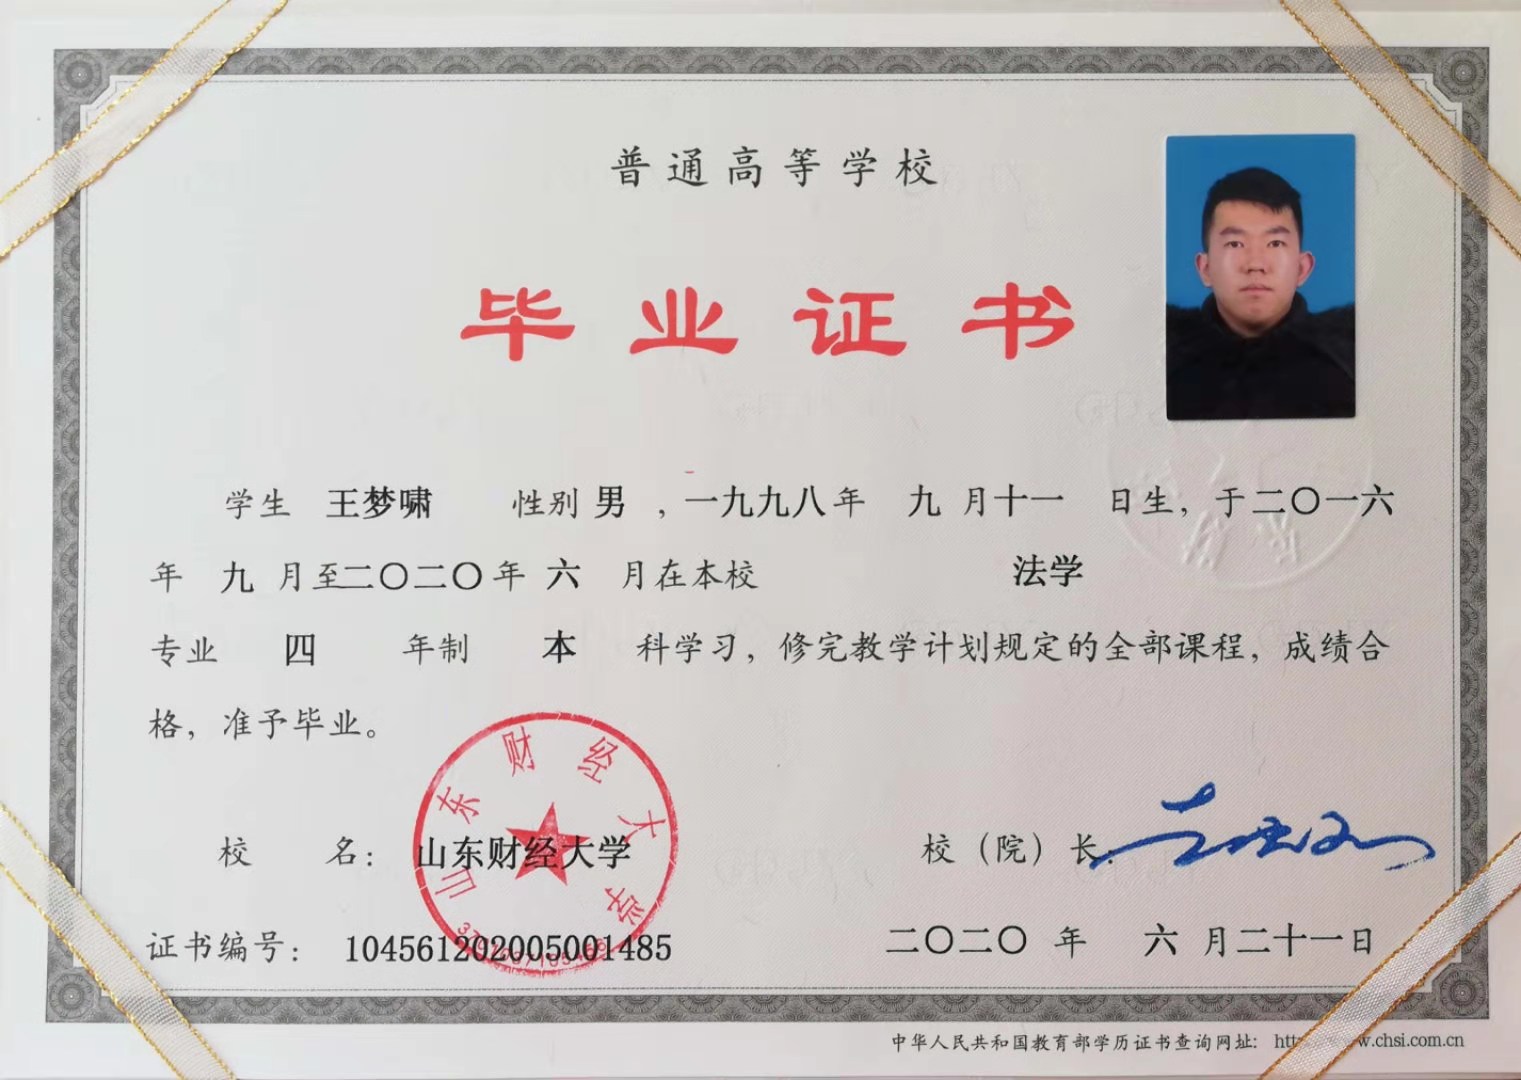 普通高等学校
毕业证书
学生 王梦啸 性别 男 ，一九九八年 九 月十一 日生，于二〇一六
年 九 月至二〇二〇年 六 月在本校 法学
专业 四 年制 本 科学习，修完教学计划规定的全部课程，成绩合
格，准予毕业。
山东财经大学
校 名： 山东财经大学 校（院）长：
证书编号： 104561202005001485 二〇二〇 年 六 月二十一日
中华人民共和国教育部学历证书查询网址: http www.chsi.com.cn